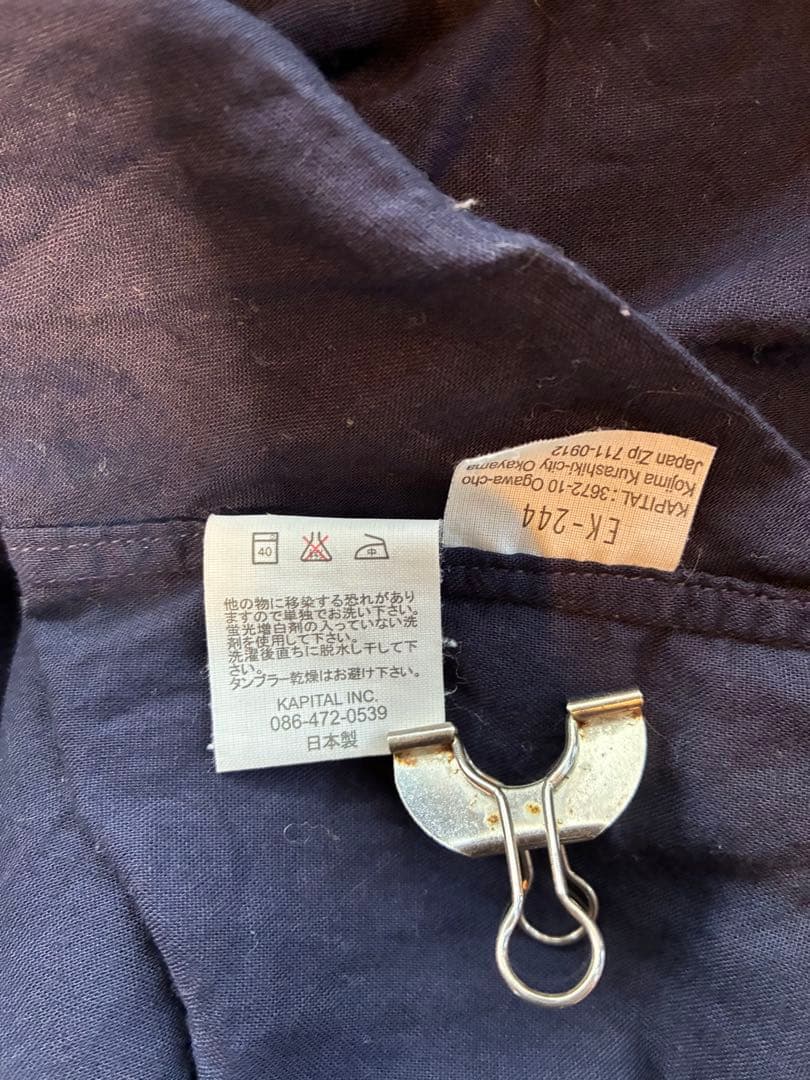 40
中
他の物に移染する恐れがあり
ますので単独でお洗い下さい。
蛍光増白剤の入っていない洗
剤を使用して下さい。
洗濯後直ちに脱水し干して下
さい。
タンブラー乾燥はお避け下さい。
KAPITAL INC.
086-472-0539
日本製
EK-244
KAPITAL : 3672-10 Ogawa-cho
Kojima Kurashiki-city Okayama
Japan Zip 711-0912